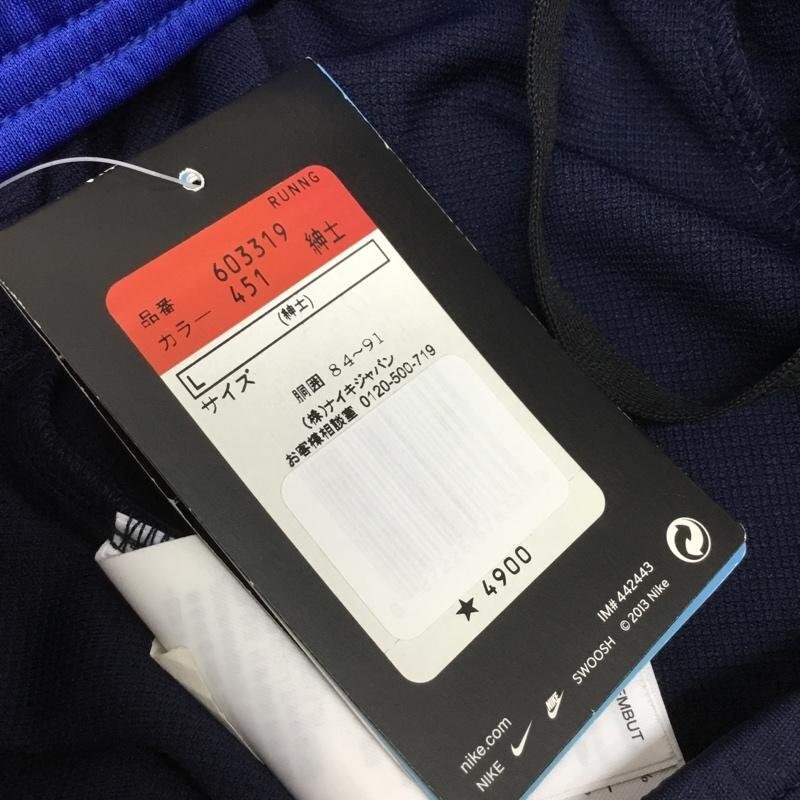 RUNNG
品番 603319 紳士
カラー 451
(紳士)
L
サイズ
胴囲 84~91
(株)ナイキジャパン
お客様相談室 0120-500-719
★4900
IM# 442443
SWOOSH © 2013 Nike
nike.com
NIKE
NIKE
EMBUT